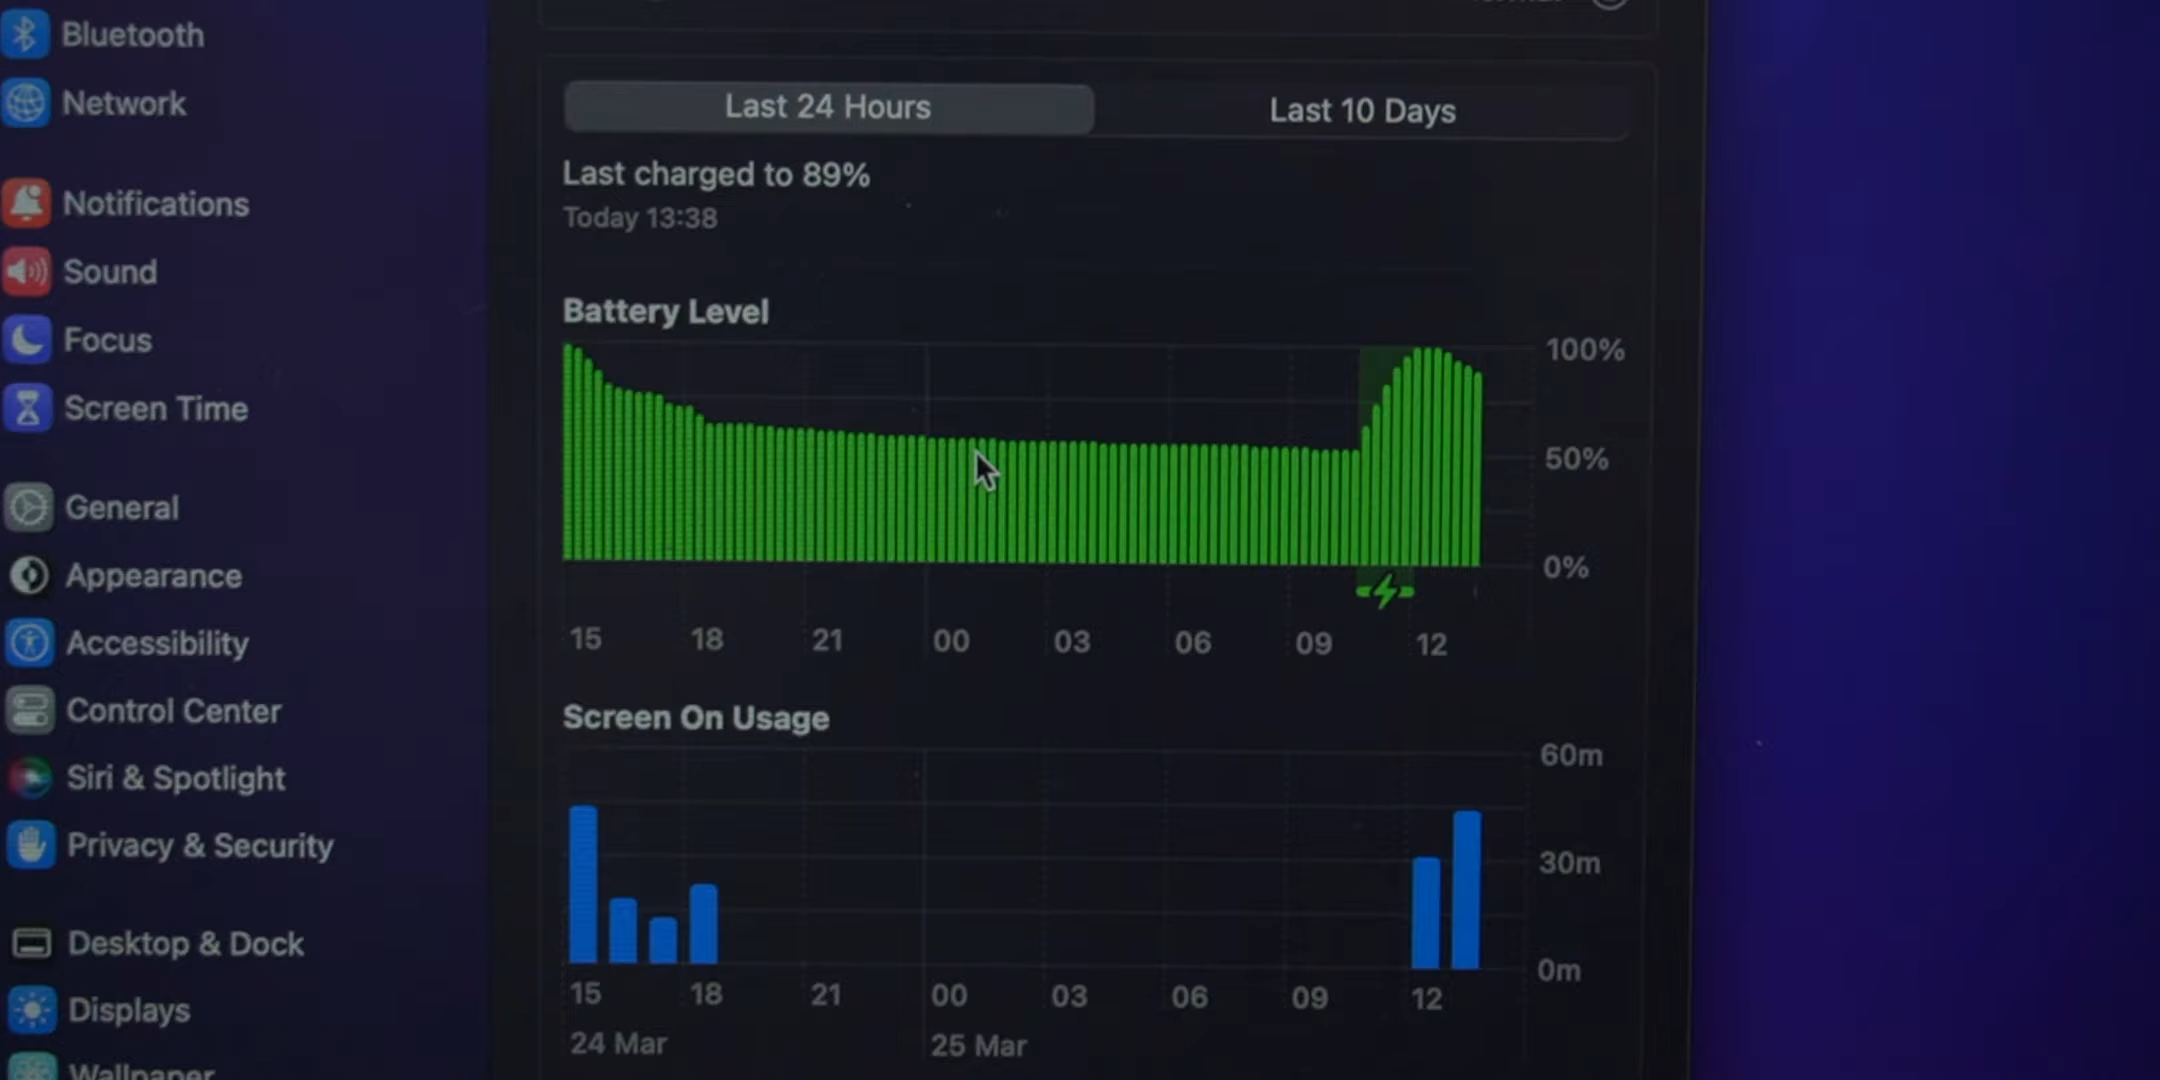 Bluetooth
Network
Notifications
Sound
Focus
Screen Time
General
Appearance
Accessibility
Control Center
Siri & Spotlight
Privacy & Security
Desktop & Dock
Displays
Wallpaper
Last 24 Hours
Last 10 Days
Last charged to 89%
Today 13:38
Battery Level
100%
50%
0%
15 18 21 00 03 06 09 12
Screen On Usage
60m
30m
0m
15 18 21 00 03 06 09 12
24 Mar 25 Mar